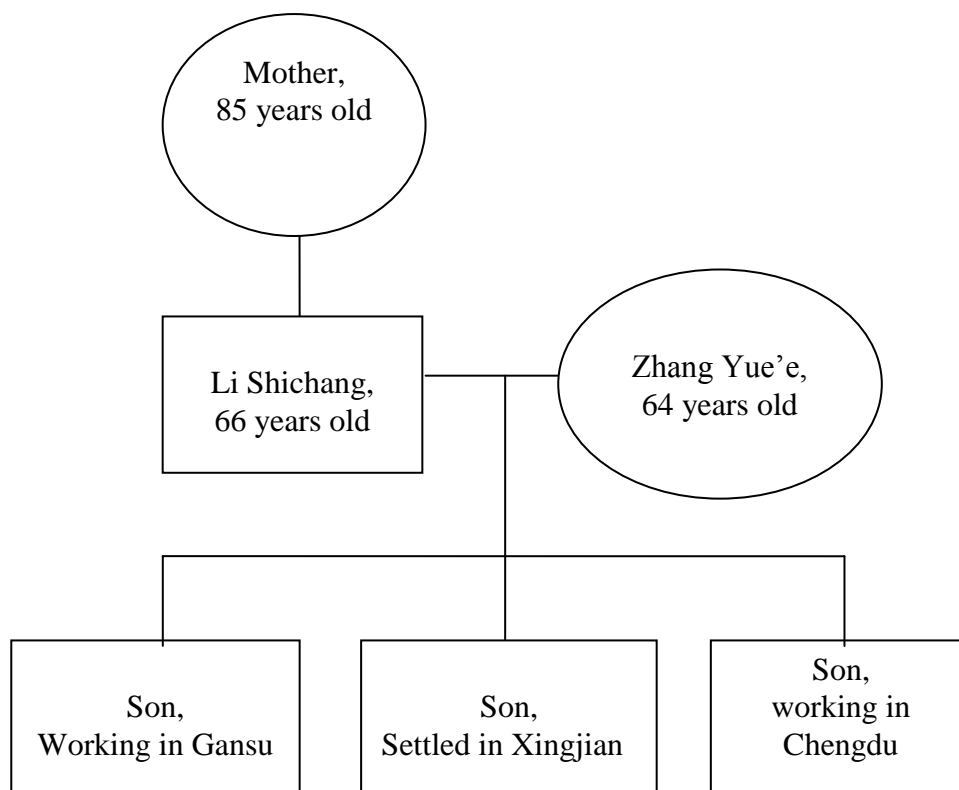 Mother,
85 years old
Li Shichang,
66 years old
Zhang Yue’e,
64 years old
Son,
Working in Gansu
Son,
Settled in Xingjian
Son,
working in
Chengdu